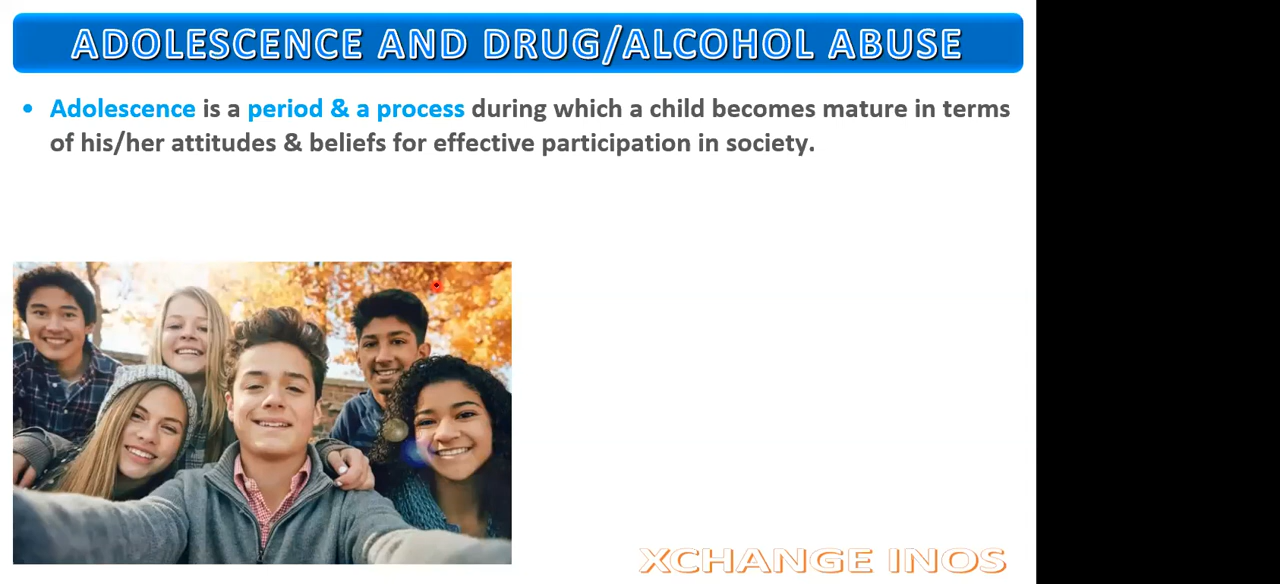 ADOLESCENCE AND DRUG/ALCOHOL ABUSE
• Adolescence is a period & a process during which a child becomes mature in terms
of his/her attitudes & beliefs for effective participation in society.
XCHANGE INOS